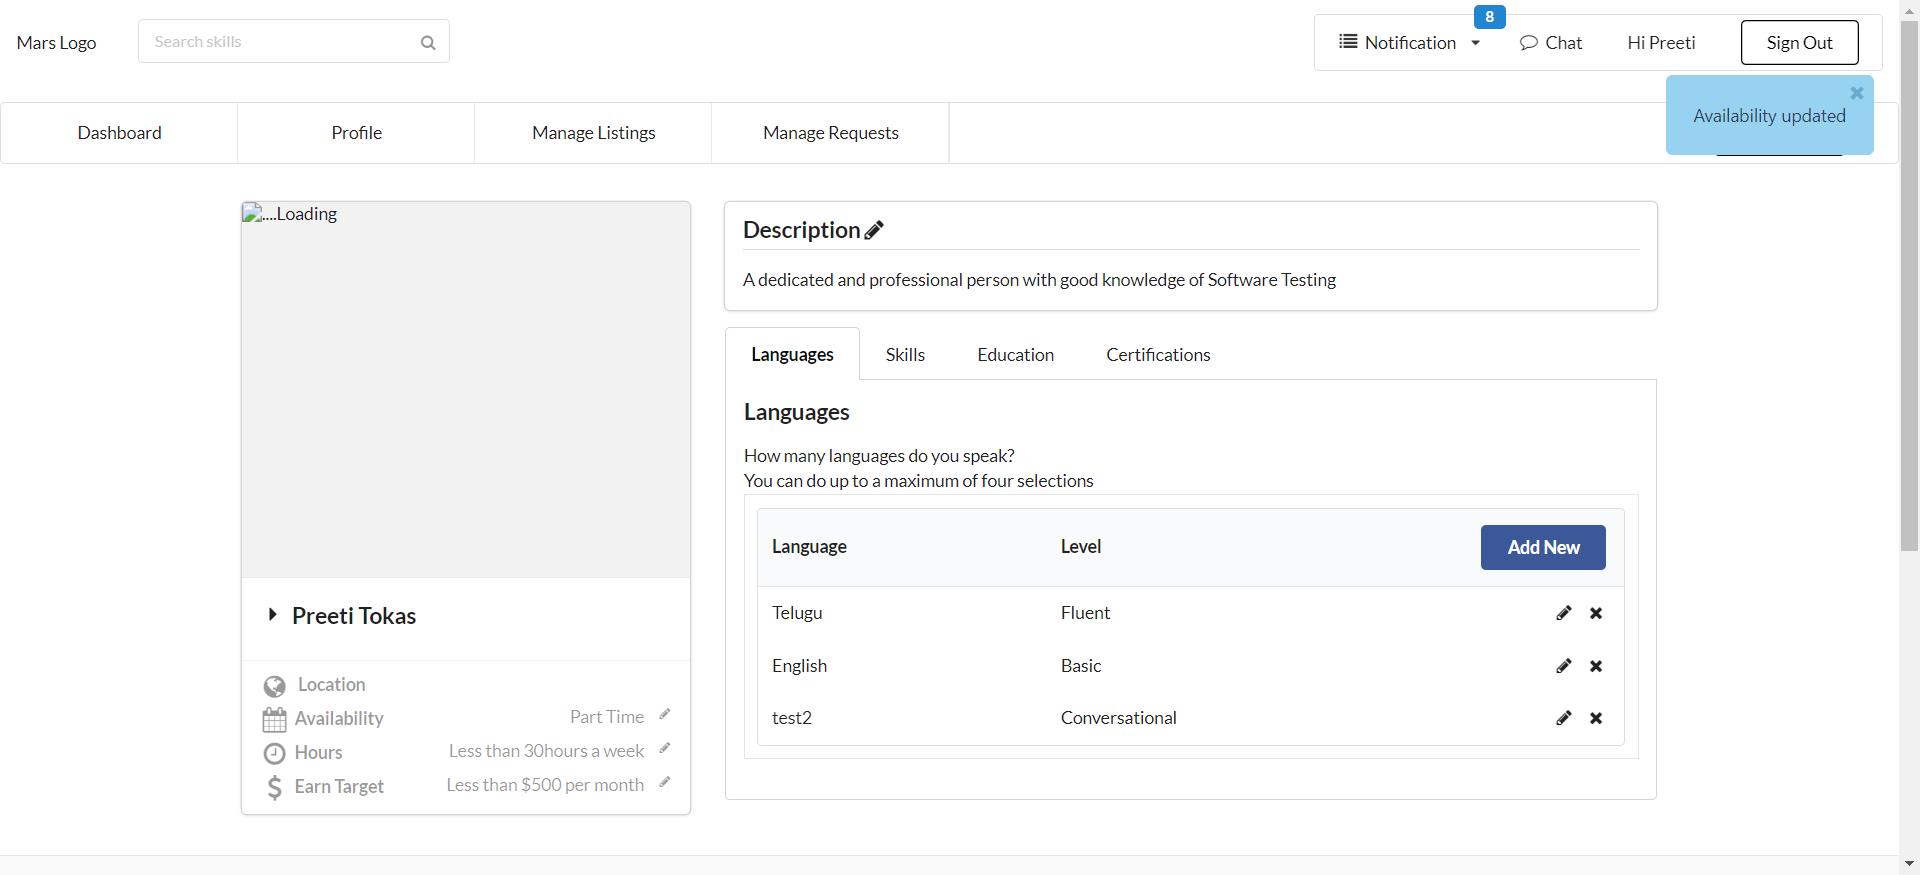 Mars Logo
Search skills
8
Notification
Chat
Hi Preeti
Sign Out
Availability updated
Dashboard
Profile
Manage Listings
Manage Requests
....Loading
Description
A dedicated and professional person with good knowledge of Software Testing
Languages
Skills
Education
Certifications
Languages
How many languages do you speak?
You can do up to a maximum of four selections
Language
Level
Add New
Telugu
Fluent
English
Basic
test2
Conversational
Preeti Tokas
Location
Availability
Part Time
Hours
Less than 30hours a week
Earn Target
Less than $500 per month